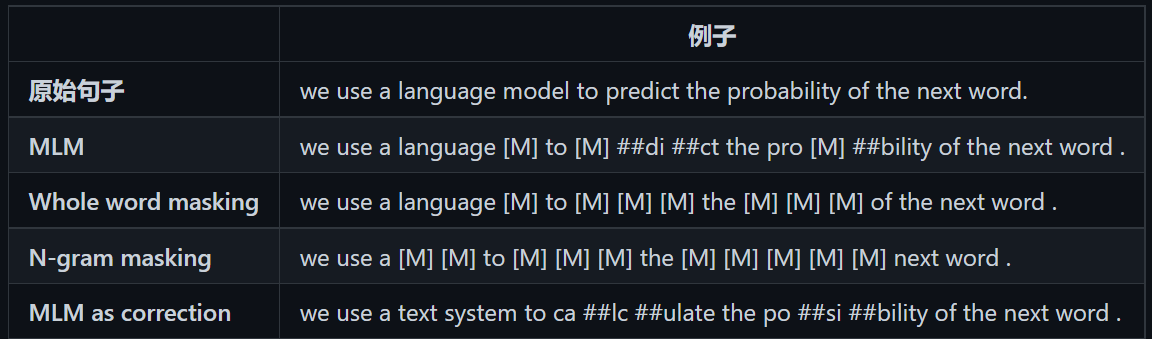 例子
原始句子 we use a language model to predict the probability of the next word.
MLM we use a language [M] to [M] ##di ##ct the pro [M] ##bility of the next word .
Whole word masking we use a language [M] to [M] [M] [M] the [M] [M] [M] of the next word .
N-gram masking we use a [M] [M] to [M] [M] [M] the [M] [M] [M] [M] [M] next word .
MLM as correction we use a text system to ca ##lc ##ulate the po ##si ##bility of the next word .